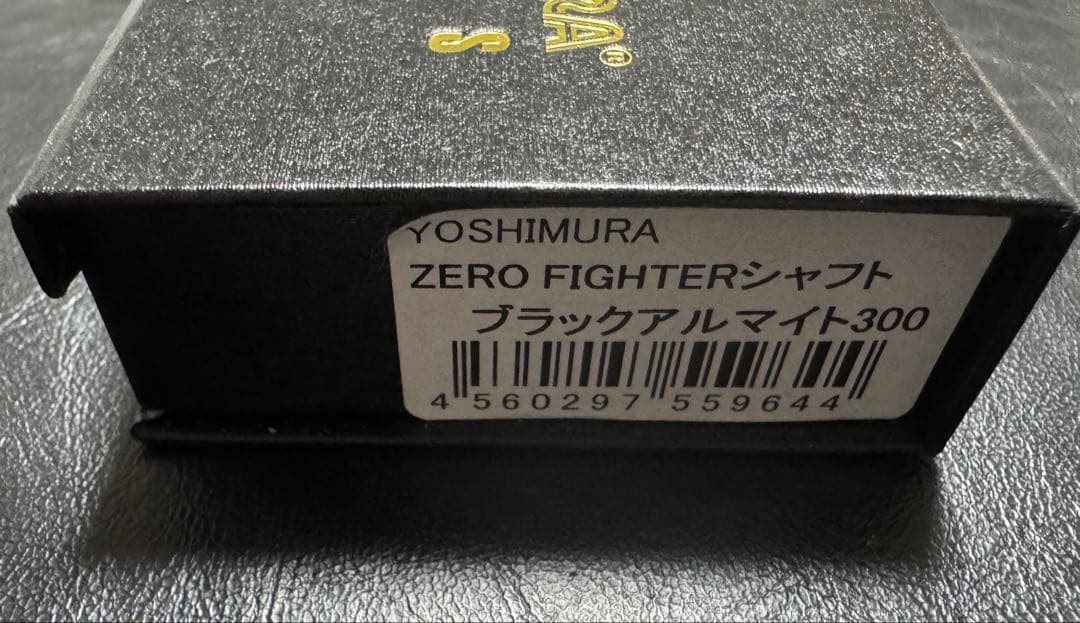 RA®
S
YOSHIMURA
ZERO FIGHTERシャフト
ブラックアルマイト300
4 560297 559644